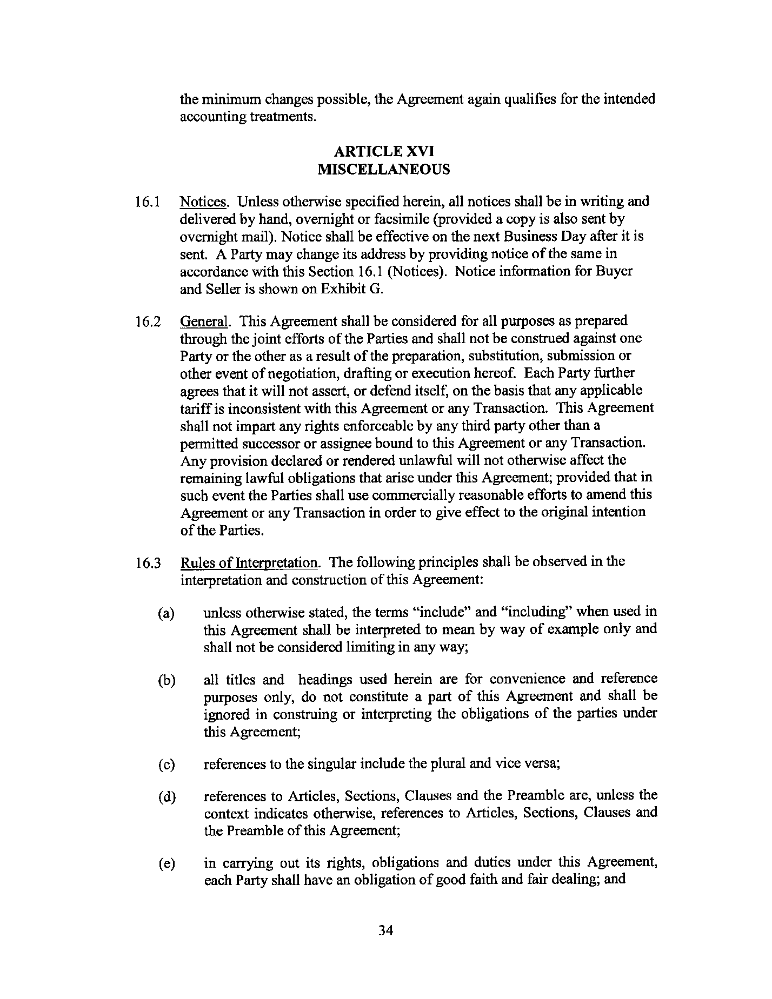 the minimum changes possible, the Agreement again qualifies for the intended
accounting treatments.
ARTICLE XVI
MISCELLANEOUS
16.1 Notices. Unless otherwise specified herein, all notices shall be in writing and
delivered by hand, overnight or facsimile (provided a copy is also sent by
overnight mail). Notice shall be effective on the next Business Day after it is
sent. A Party may change its address by providing notice of the same in
accordance with this Section 16.1 (Notices). Notice information for Buyer
and Seller is shown on Exhibit G.
16.2 General. This Agreement shall be considered for all purposes as prepared
through the joint efforts of the Parties and shall not be construed against one
Party or the other as a result of the preparation, substitution, submission or
other event of negotiation, drafting or execution hereof. Each Party further
agrees that it will not assert, or defend itself, on the basis that any applicable
tariff is inconsistent with this Agreement or any Transaction. This Agreement
shall not impart any rights enforceable by any third party other than a
permitted successor or assignee bound to this Agreement or any Transaction.
Any provision declared or rendered unlawful will not otherwise affect the
remaining lawful obligations that arise under this Agreement; provided that in
such event the Parties shall use commercially reasonable efforts to amend this
Agreement or any Transaction in order to give effect to the original intention
of the Parties.
16.3 Rules of Interpretation. The following principles shall be observed in the
interpretation and construction of this Agreement:
(a) unless otherwise stated, the terms “include” and “including” when used in
this Agreement shall be interpreted to mean by way of example only and
shall not be considered limiting in any way;
(b) all titles and headings used herein are for convenience and reference
purposes only, do not constitute a part of this Agreement and shall be
ignored in construing or interpreting the obligations of the parties under
this Agreement;
(c) references to the singular include the plural and vice versa;
(d) references to Articles, Sections, Clauses and the Preamble are, unless the
context indicates otherwise, references to Articles, Sections, Clauses and
the Preamble of this Agreement;
(e) in carrying out its rights, obligations and duties under this Agreement,
each Party shall have an obligation of good faith and fair dealing; and
34